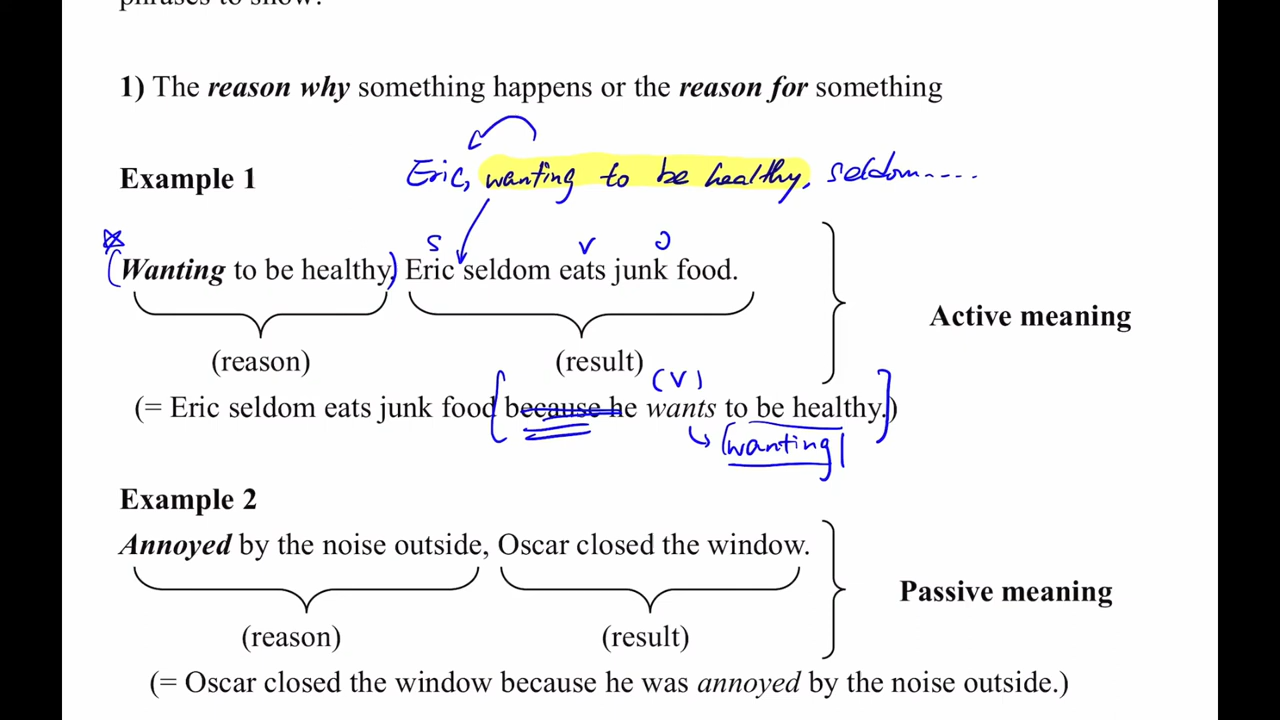 phrases to show:
1) The reason why something happens or the reason for something
Example 1
Eric, wanting to be healthy, seldom.....
S V O
(Wanting to be healthy,) Eric seldom eats junk food.
Active meaning
(reason) (result)
(V)
(= Eric seldom eats junk food [because he wants to be healthy.])
wanting
Example 2
Annoyed by the noise outside, Oscar closed the window.
Passive meaning
(reason) (result)
(= Oscar closed the window because he was annoyed by the noise outside.)